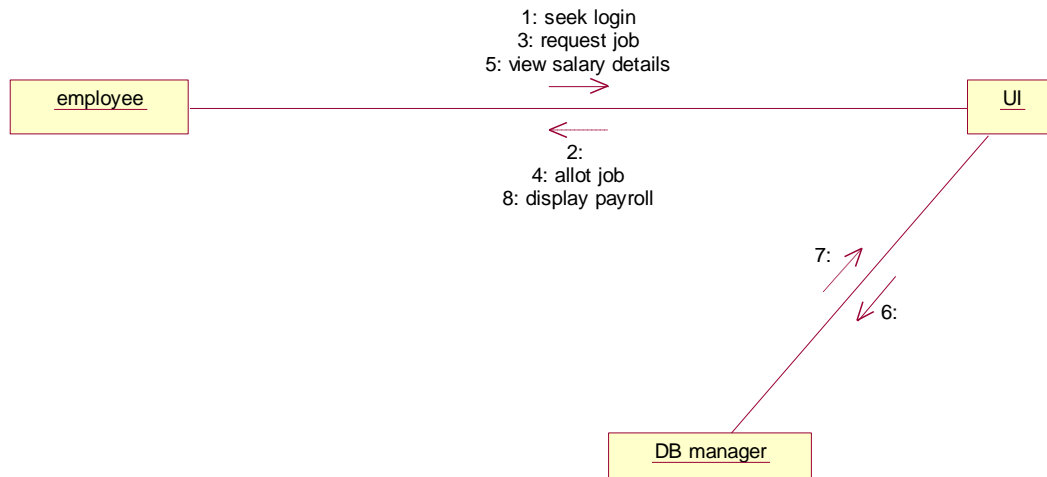 1: seek login
3: request job
5: view salary details
employee
UI
2:
4: allot job
8: display payroll
7:
6:
DB manager